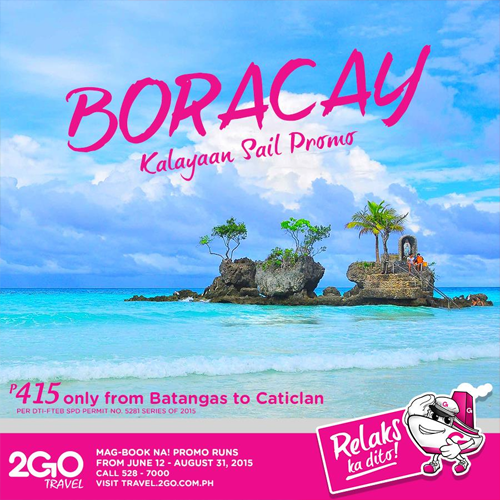 BORACAY
Kalayaan Sail Promo
₱415 only from Batangas to Caticlan
PER DTI-FTEB SPD PERMIT NO. 5281 SERIES OF 2015
2GO
TRAVEL
MAG-BOOK NA! PROMO RUNS
FROM JUNE 12 - AUGUST 31, 2015
CALL 528 - 7000
VISIT TRAVEL.2GO.COM.PH
Relaks
ka dito!
G